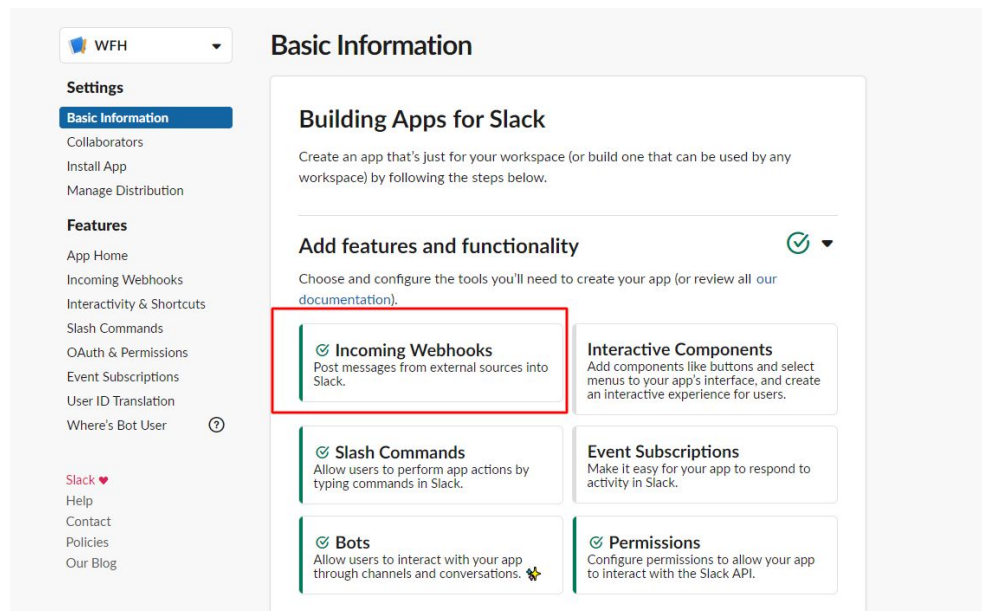 WFH
Settings
Basic Information
Collaborators
Install App
Manage Distribution
Features
App Home
Incoming Webhooks
Interactivity & Shortcuts
Slash Commands
OAuth & Permissions
Event Subscriptions
User ID Translation
Where's Bot User ?
Slack ♥
Help
Contact
Policies
Our Blog
Basic Information
Building Apps for Slack
Create an app that's just for your workspace (or build one that can be used by any
workspace) by following the steps below.
Add features and functionality
Choose and configure the tools you'll need to create your app (or review all our
documentation).
Incoming Webhooks
Post messages from external sources into
Slack.
Interactive Components
Add components like buttons and select
menus to your app's interface, and create
an interactive experience for users.
Slash Commands
Allow users to perform app actions by
typing commands in Slack.
Event Subscriptions
Make it easy for your app to respond to
activity in Slack.
Bots
Allow users to interact with your app
through channels and conversations. ✨
Permissions
Configure permissions to allow your app
to interact with the Slack API.